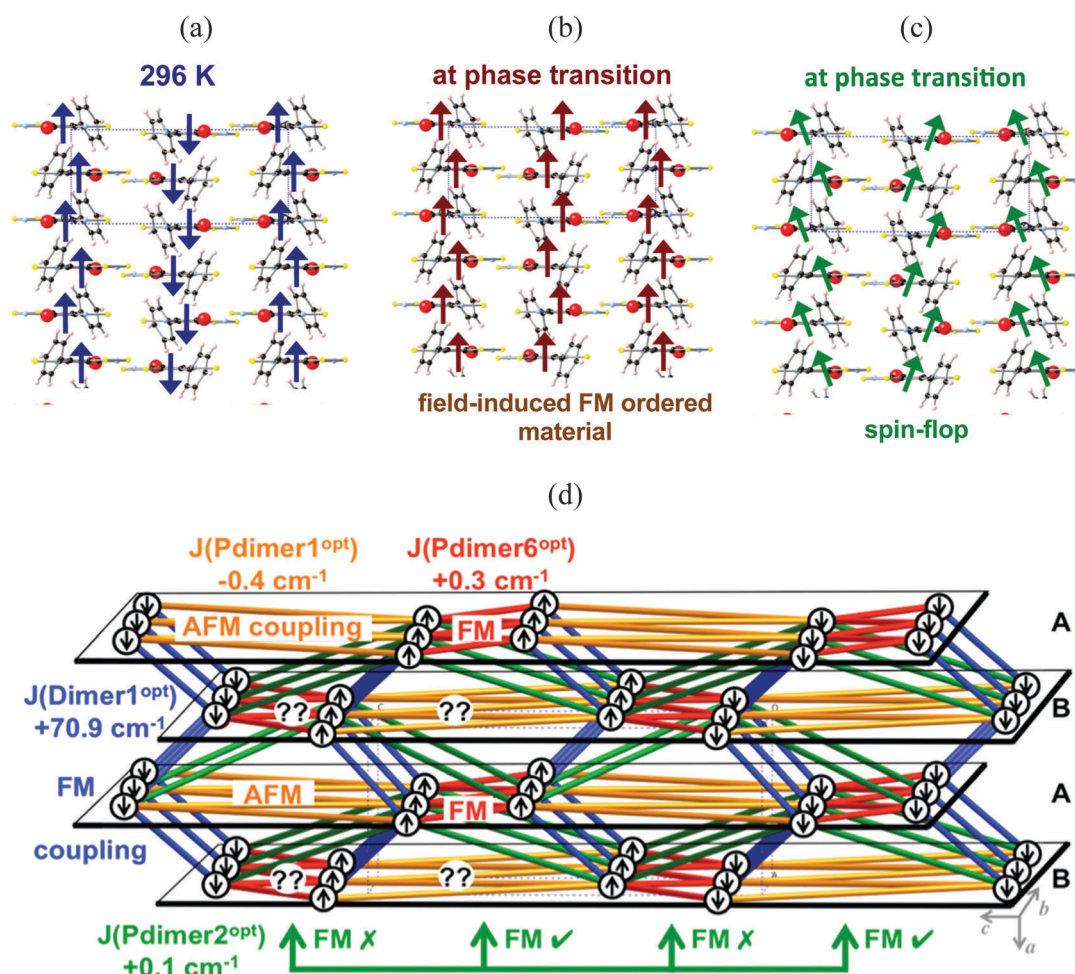 (a)
296 K
(b)
at phase transition
field-induced FM ordered
material
(c)
at phase transition
spin-flop
(d)
J(Pdimer1ᵒᵖᵗ)
-0.4 cm⁻¹
J(Pdimer6ᵒᵖᵗ)
+0.3 cm⁻¹
AFM coupling
FM
A
J(Dimer1ᵒᵖᵗ)
+70.9 cm⁻¹
??
??
B
FM
AFM
FM
A
coupling
??
??
B
J(Pdimer2ᵒᵖᵗ)
+0.1 cm⁻¹
FM ✗
FM ✓
FM ✗
FM ✓
b
c
a